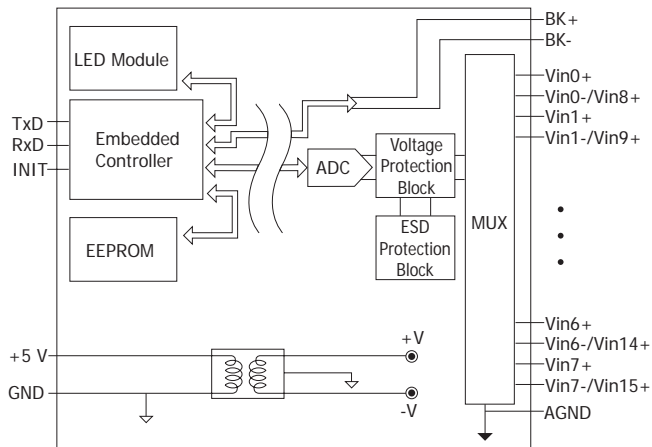 BK+
BK-
LED Module
TxD
RxD
INIT
Embedded
Controller
ADC
Voltage
Protection
Block
ESD
Protection
Block
EEPROM
MUX
Vin0+
Vin0-/Vin8+
Vin1+
Vin1-/Vin9+
Vin6+
Vin6-/Vin14+
Vin7+
Vin7-/Vin15+
AGND
+5 V
GND
+V
-V